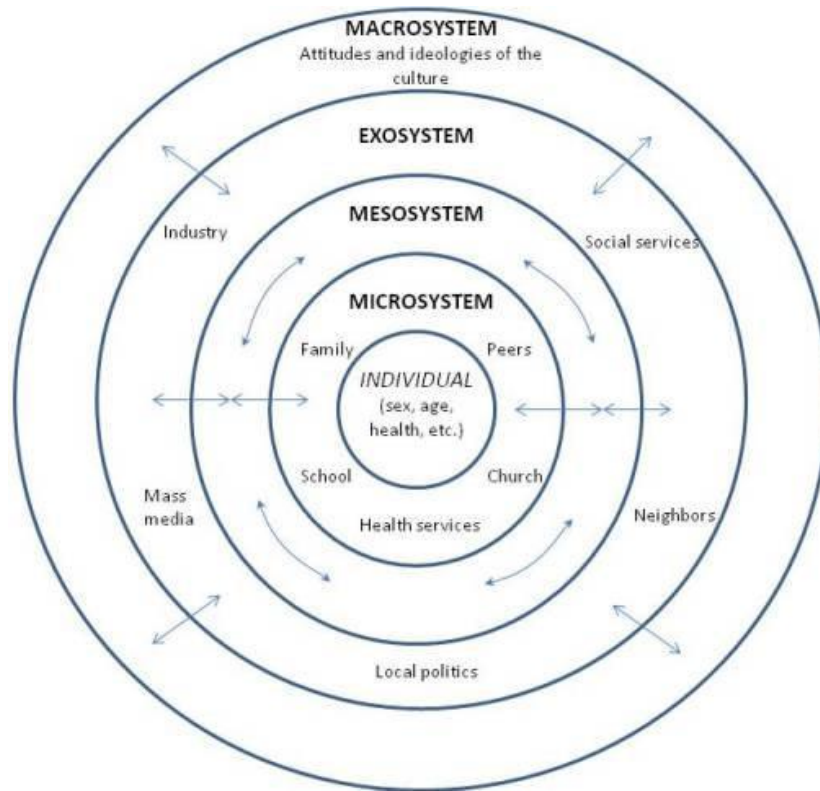 MACROSYSTEM
Attitudes and ideologies of the
culture
EXOSYSTEM
MESOSYSTEM
Industry
Social services
MICROSYSTEM
Family
Peers
INDIVIDUAL
(sex, age,
health, etc.)
School
Church
Mass
media
Health services
Neighbors
Local politics